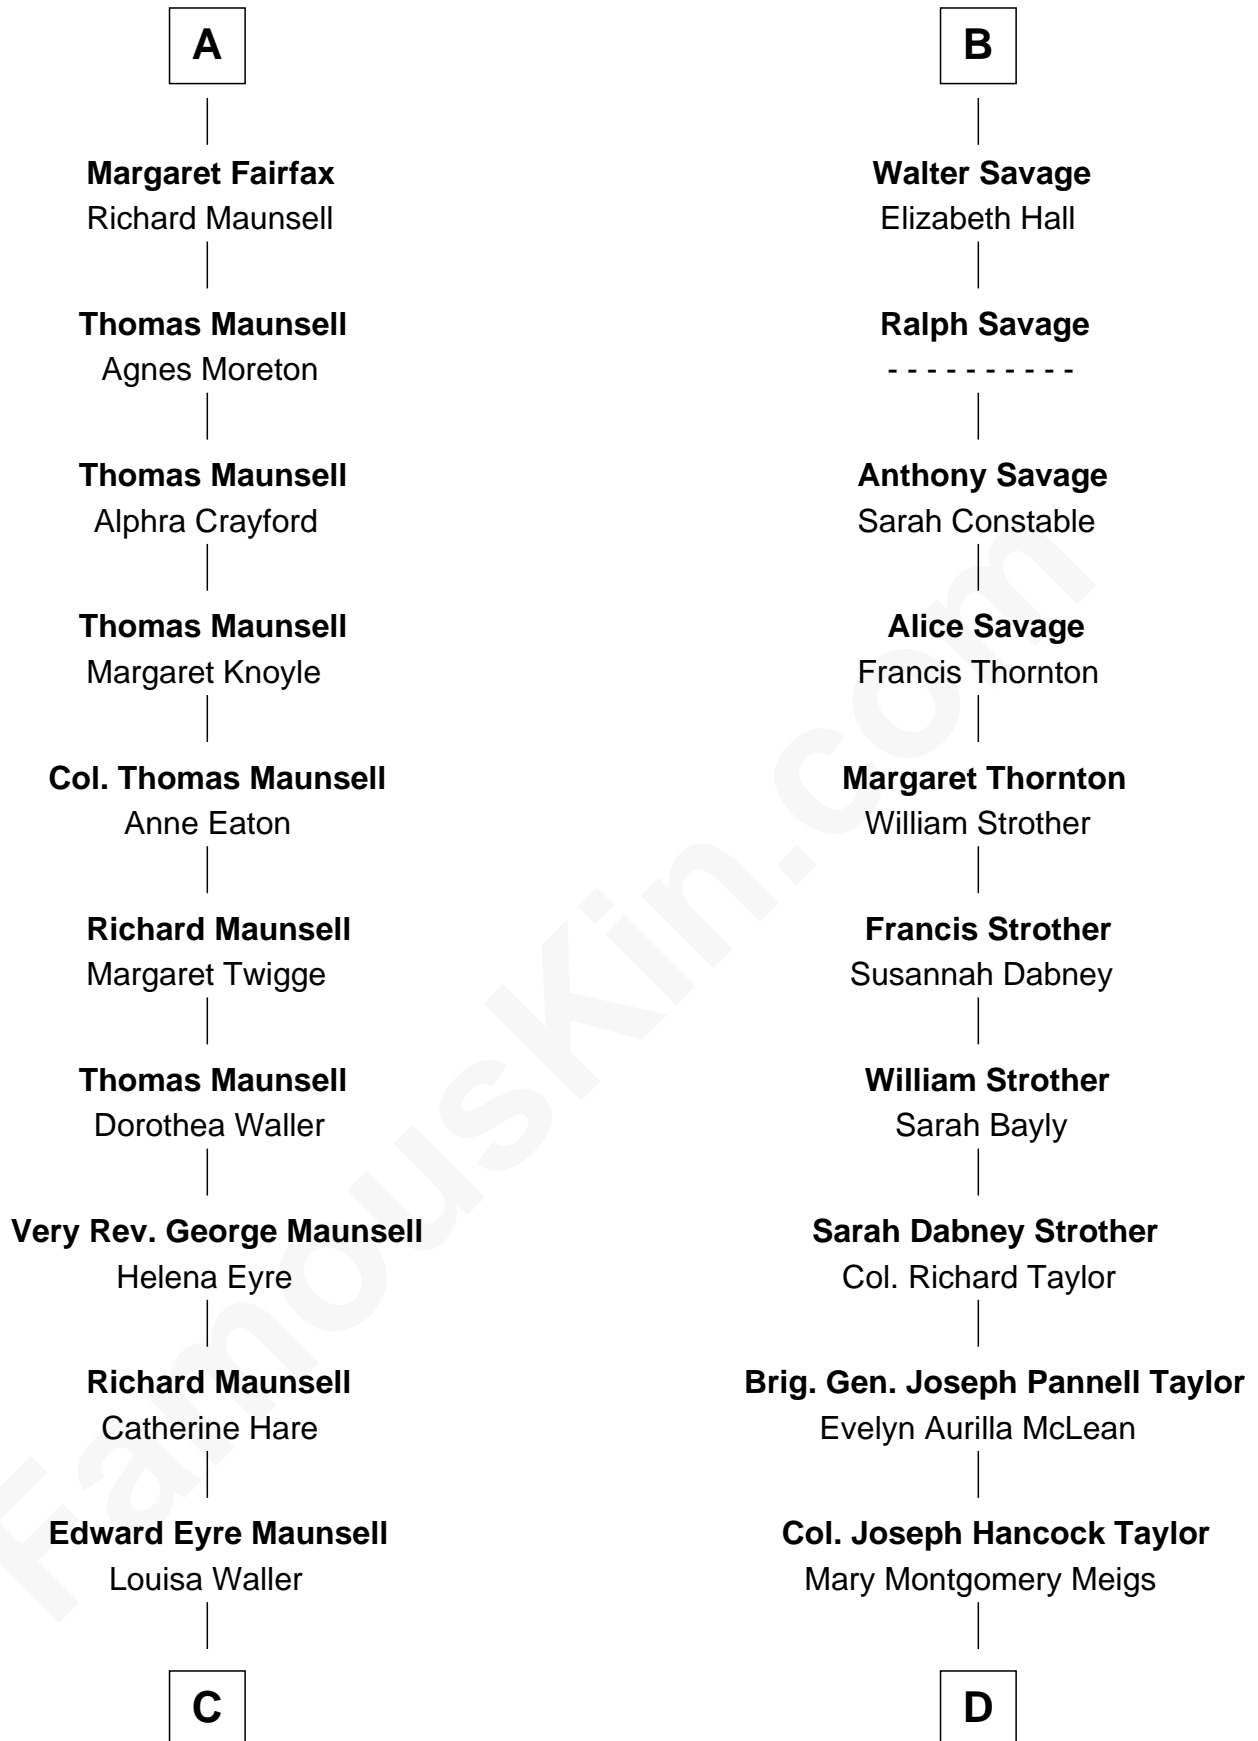 A
Margaret Fairfax
Richard Maunsell
Thomas Maunsell
Agnes Moreton
Thomas Maunsell
Alphra Crayford
Thomas Maunsell
Margaret Knoyle
Col. Thomas Maunsell
Anne Eaton
Richard Maunsell
Margaret Twigge
Thomas Maunsell
Dorothea Waller
Very Rev. George Maunsell
Helena Eyre
Richard Maunsell
Catherine Hare
Edward Eyre Maunsell
Louisa Waller
C
B
Walter Savage
Elizabeth Hall
Ralph Savage
- - - - - - - - - -
Anthony Savage
Sarah Constable
Alice Savage
Francis Thornton
Margaret Thornton
William Strother
Francis Strother
Susannah Dabney
William Strother
Sarah Bayly
Sarah Dabney Strother
Col. Richard Taylor
Brig. Gen. Joseph Pannell Taylor
Evelyn Aurilla McLean
Col. Joseph Hancock Taylor
Mary Montgomery Meigs
D
FamousKin.com